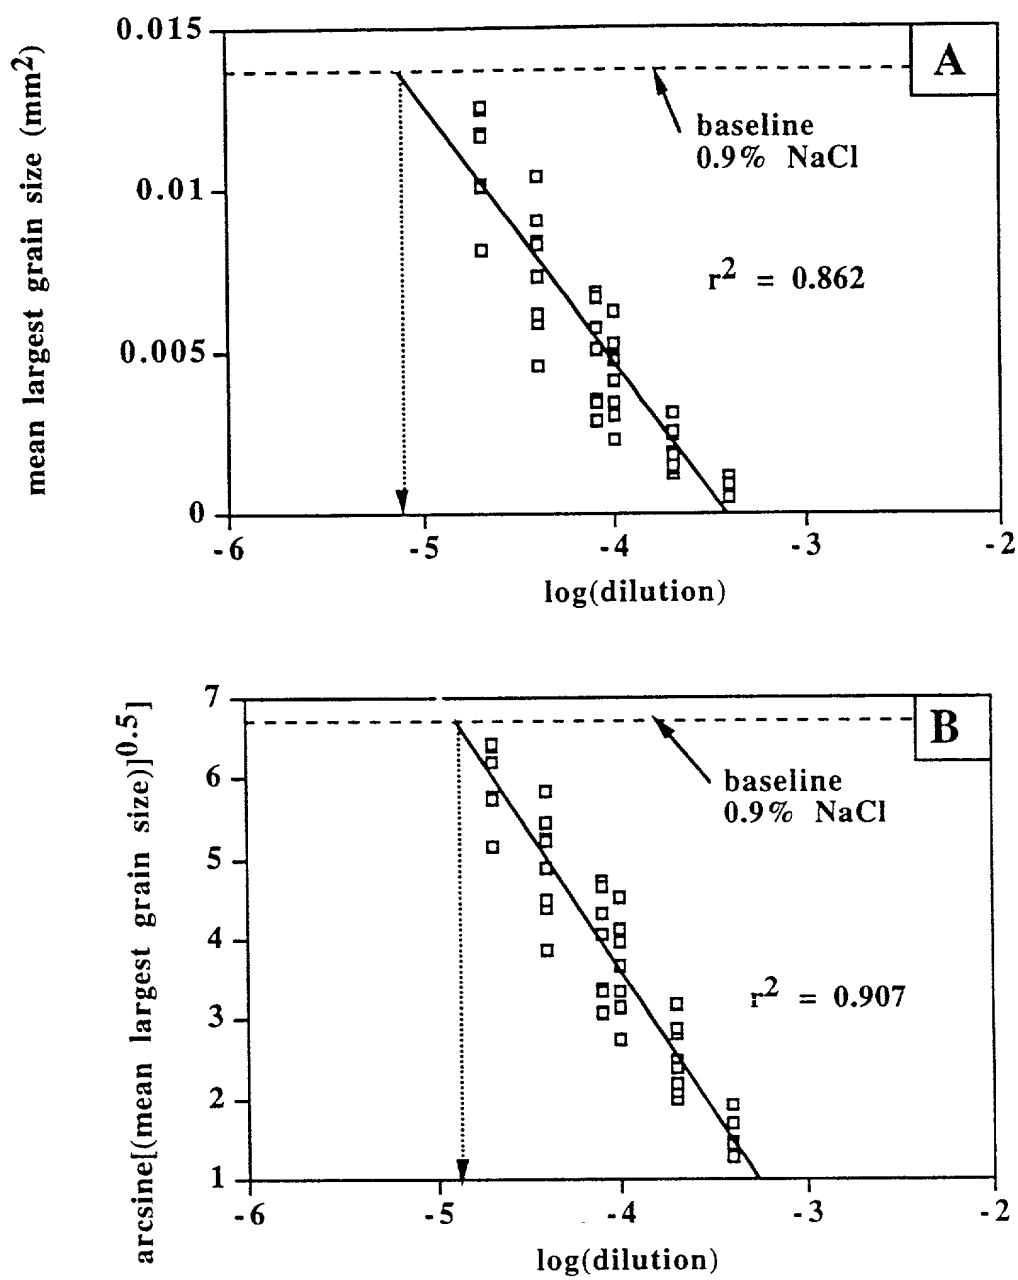 0.015
A
baseline
0.9% NaCl
0.01
r2 = 0.862
0.005
0
-6 -5 -4 -3 -2
log(dilution)
mean largest grain size (mm2)
7
B
baseline
0.9% NaCl
6
5
4
r2 = 0.907
3
2
1
-6 -5 -4 -3 -2
log(dilution)
arcsine[(mean largest grain size)]0.5]